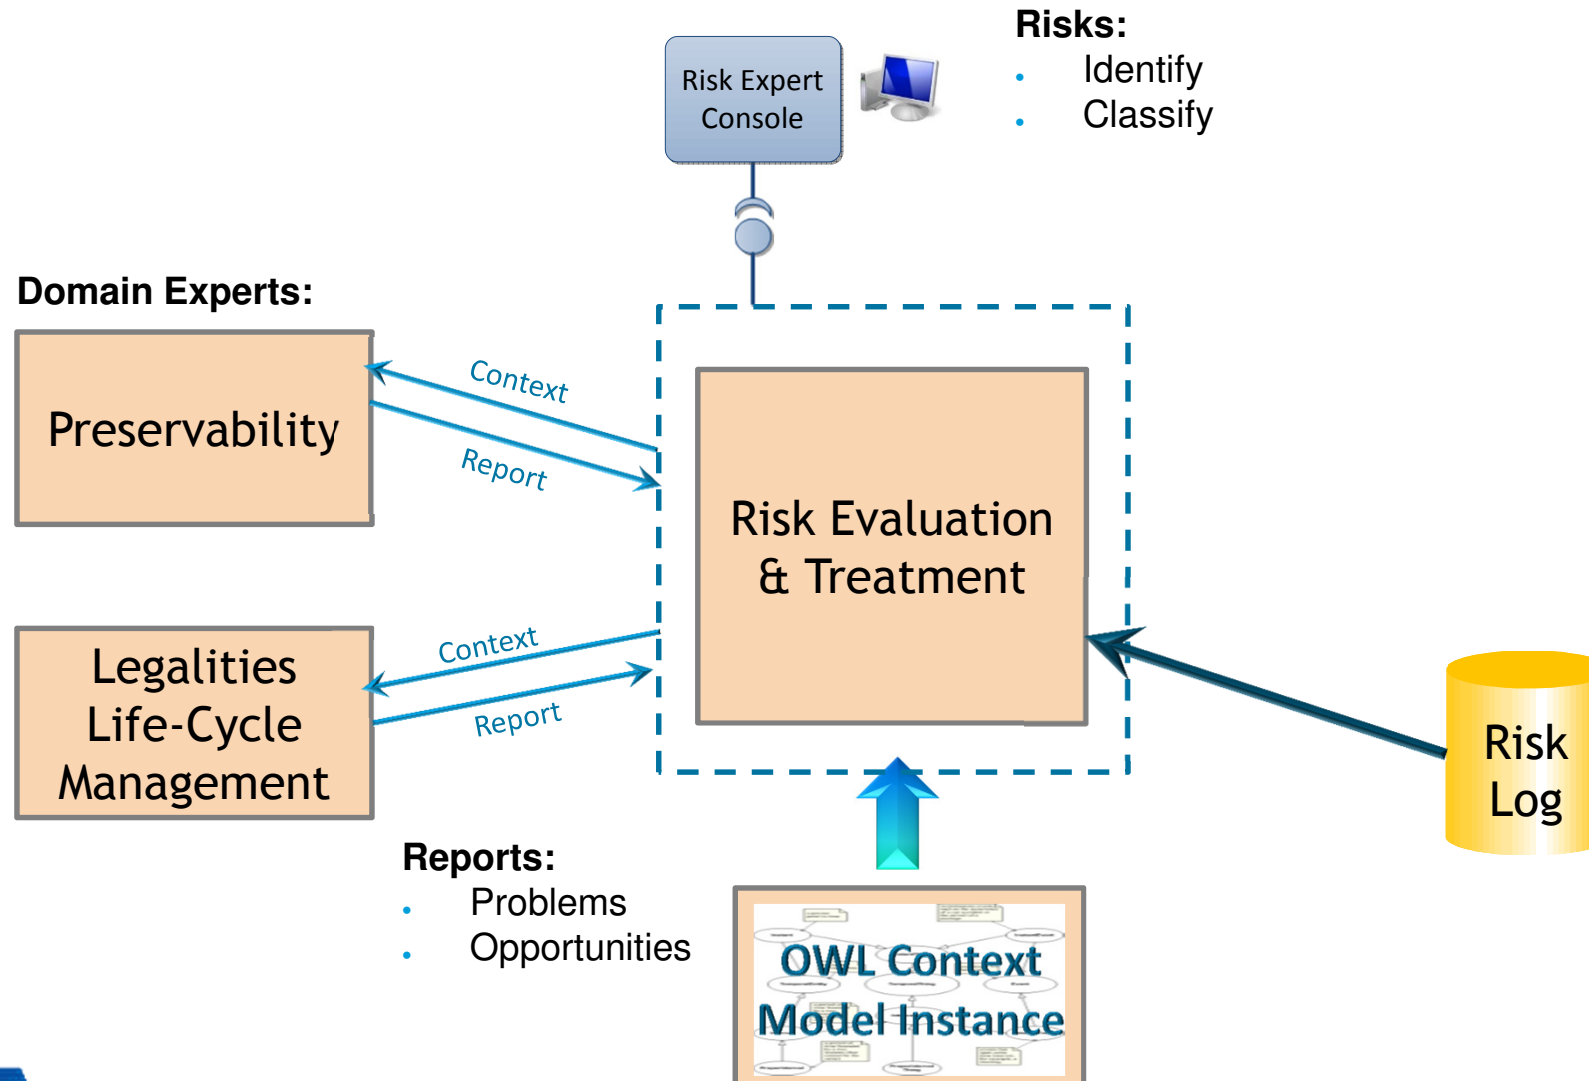 Risks:
Identify
Classify
Risk Expert
Console
Domain Experts:
Preservability
Context
Report
Risk Evaluation
& Treatment
Legalities
Life-Cycle
Management
Context
Report
Risk
Log
Reports:
Problems
Opportunities
OWL Context
Model Instance